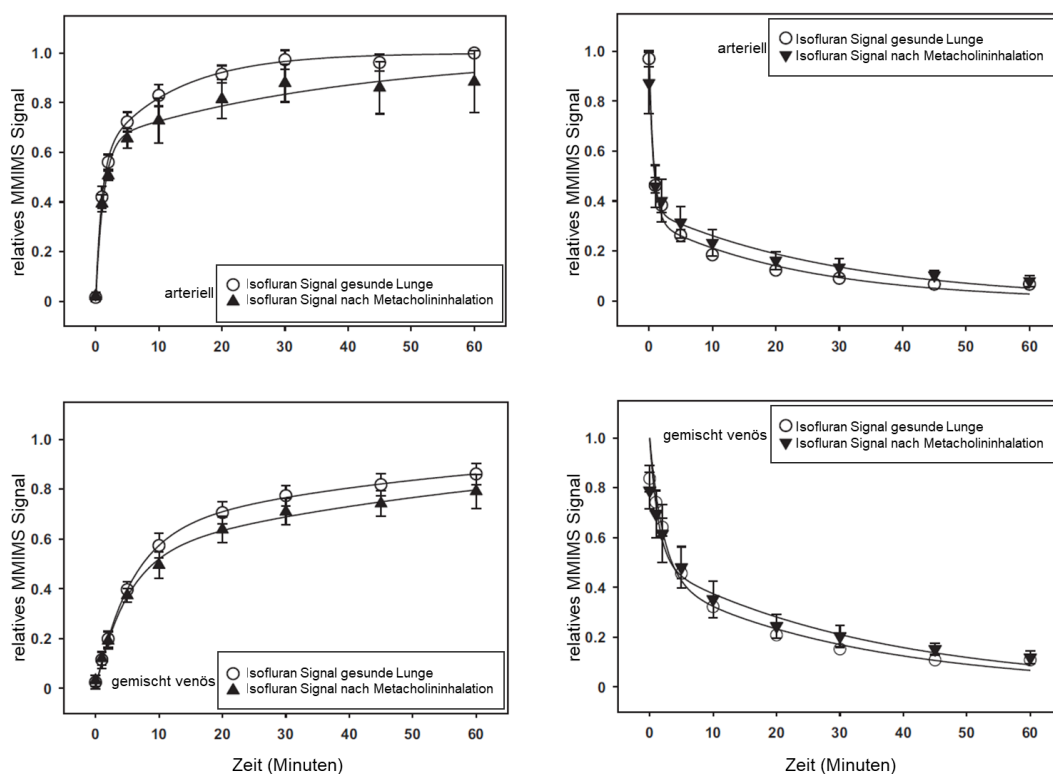 relatives MMIMS Signal
1.0
0.8
0.6
0.4
0.2
0
arteriell
Isofluran Signal gesunde Lunge
Isofluran Signal nach Metacholininhalation
0 10 20 30 40 50 60
relatives MMIMS Signal
1.0
0.8
0.6
0.4
0.2
0
arteriell
Isofluran Signal gesunde Lunge
Isofluran Signal nach Metacholininhalation
0 10 20 30 40 50 60
relatives MMIMS Signal
1.0
0.8
0.6
0.4
0.2
0
gemischt venös
Isofluran Signal gesunde Lunge
Isofluran Signal nach Metacholininhalation
0 10 20 30 40 50 60
Zeit (Minuten)
relatives MMIMS Signal
1.0
0.8
0.6
0.4
0.2
0
gemischt venös
Isofluran Signal gesunde Lunge
Isofluran Signal nach Metacholininhalation
0 10 20 30 40 50 60
Zeit (Minuten)